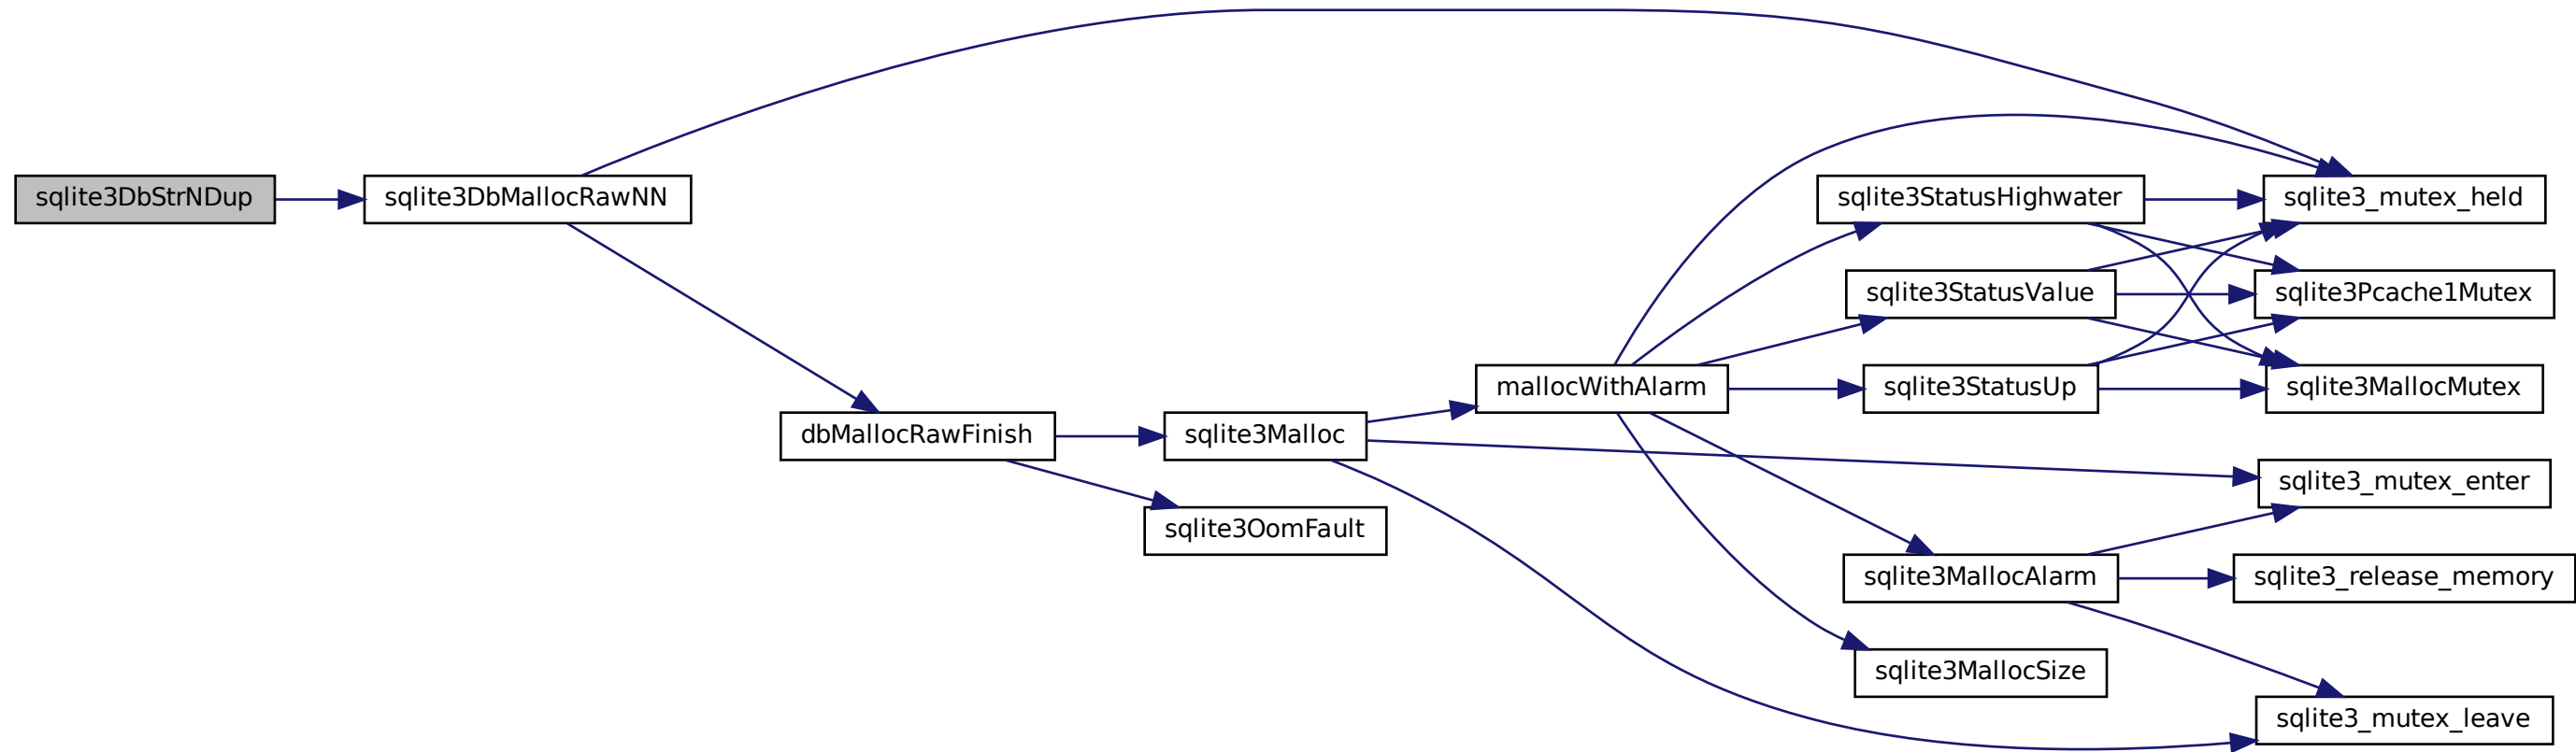 sqlite3DbStrNDup
sqlite3DbMallocRawNN
dbMallocRawFinish
sqlite3Malloc
sqlite3OomFault
mallocWithAlarm
sqlite3StatusHighwater
sqlite3StatusValue
sqlite3StatusUp
sqlite3MallocAlarm
sqlite3MallocSize
sqlite3_mutex_held
sqlite3Pcache1Mutex
sqlite3MallocMutex
sqlite3_mutex_enter
sqlite3_release_memory
sqlite3_mutex_leave